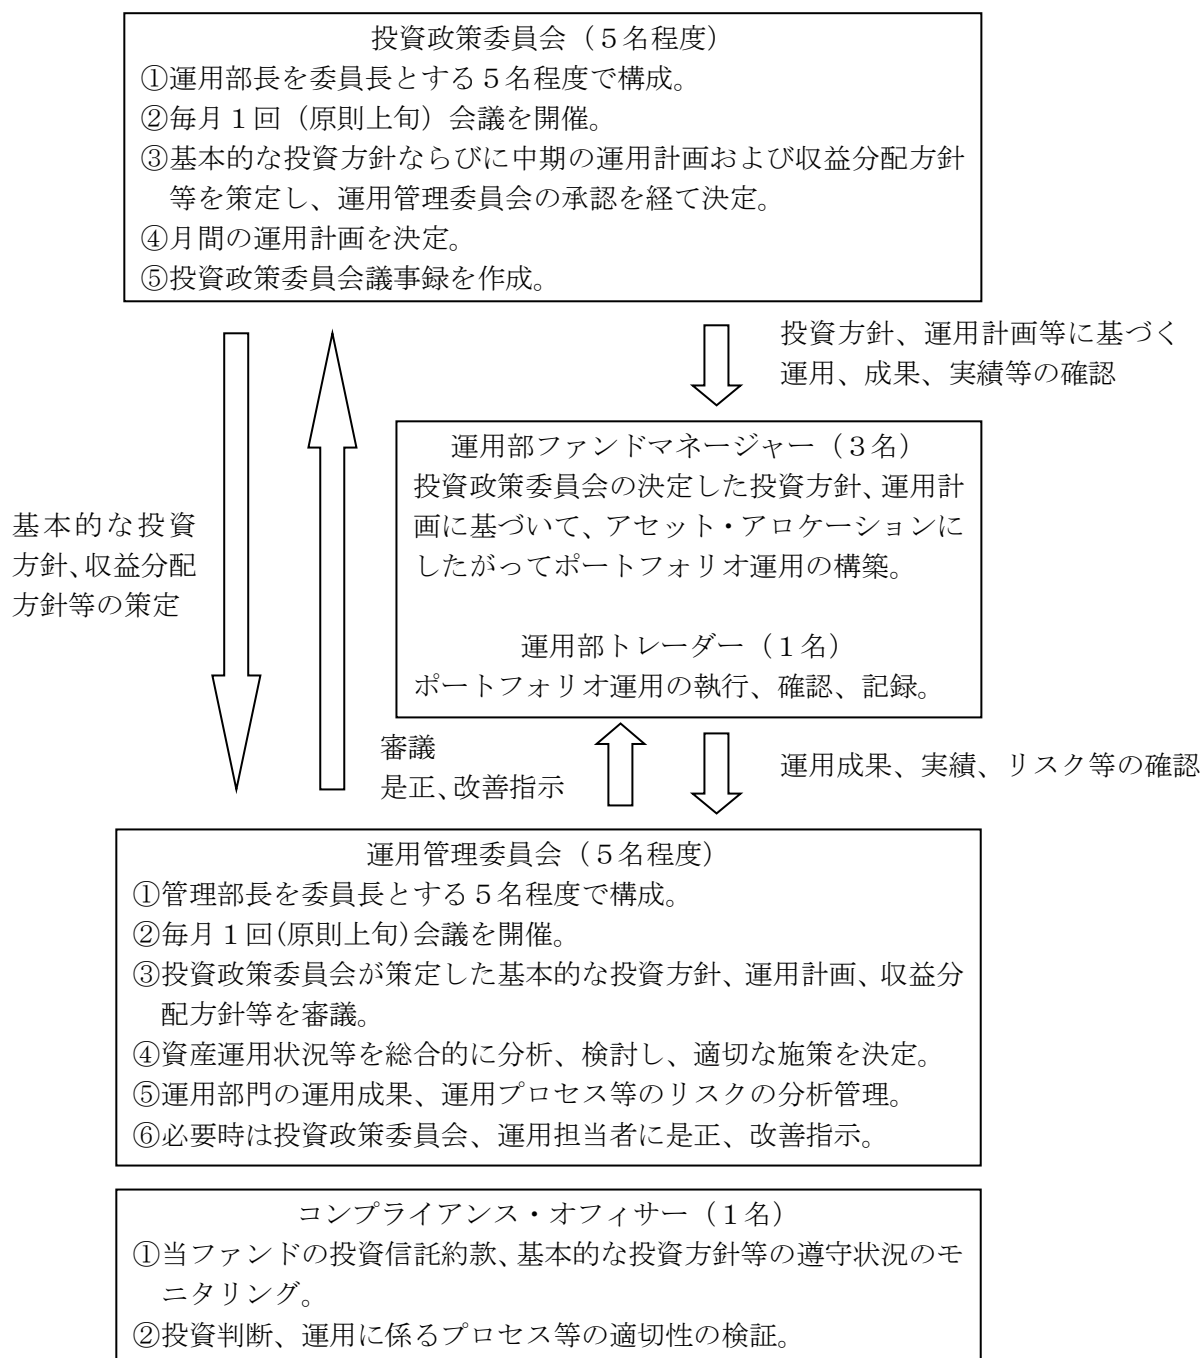 投資政策委員会（５名程度）
①運用部長を委員長とする５名程度で構成。
②毎月１回（原則上旬）会議を開催。
③基本的な投資方針ならびに中期の運用計画および収益分配方針
等を策定し、運用管理委員会の承認を経て決定。
④月間の運用計画を決定。
⑤投資政策委員会議事録を作成。
投資方針、運用計画等に基づく
運用、成果、実績等の確認
運用部ファンドマネージャー（３名）
投資政策委員会の決定した投資方針、運用計
画に基づいて、アセット・アロケーションに
したがってポートフォリオ運用の構築。
運用部トレーダー（１名）
ポートフォリオ運用の執行、確認、記録。
基本的な投資
方針、収益分配
方針等の策定
審議
是正、改善指示
運用成果、実績、リスク等の確認
運用管理委員会（５名程度）
①管理部長を委員長とする５名程度で構成。
②毎月１回(原則上旬)会議を開催。
③投資政策委員会が策定した基本的な投資方針、運用計画、収益分
配方針等を審議。
④資産運用状況等を総合的に分析、検討し、適切な施策を決定。
⑤運用部門の運用成果、運用プロセス等のリスクの分析管理。
⑥必要時は投資政策委員会、運用担当者に是正、改善指示。
コンプライアンス・オフィサー（１名）
①当ファンドの投資信託約款、基本的な投資方針等の遵守状況のモ
ニタリング。
②投資判断、運用に係るプロセス等の適切性の検証。